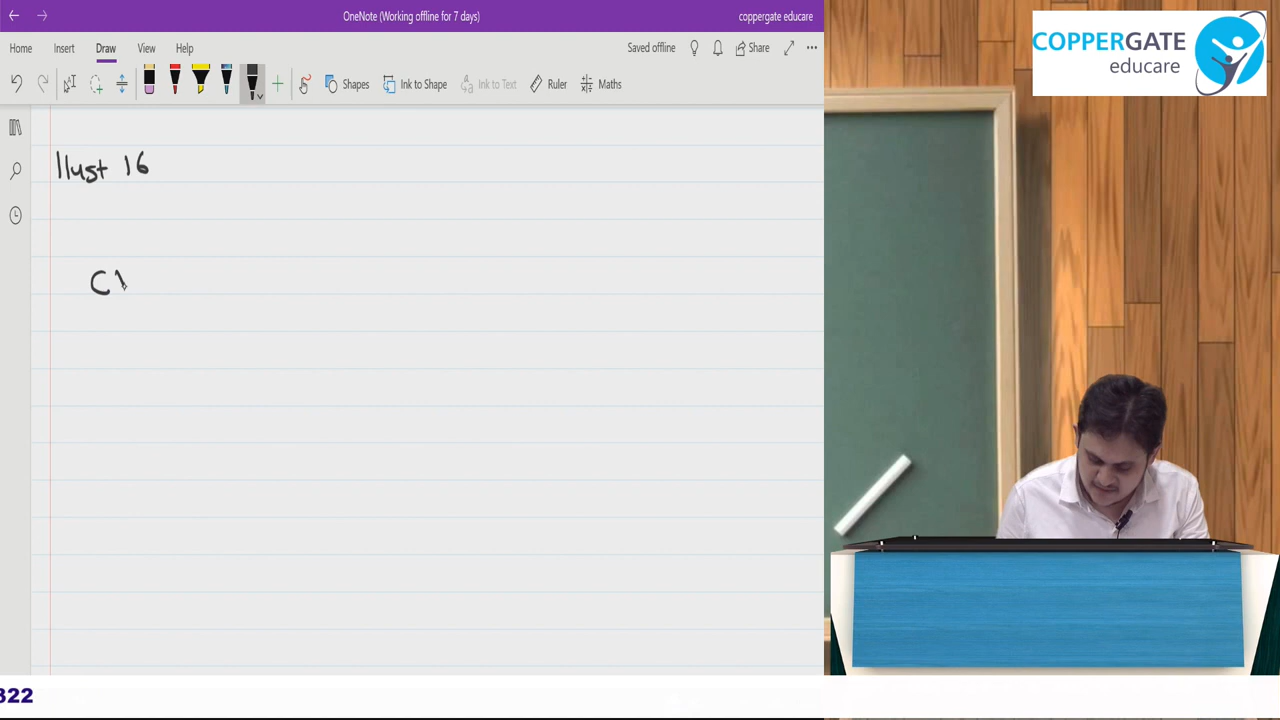 OneNote (Working offline for 7 days)
coppergate educare
Home Insert Draw View Help
Saved offline
Share
Shapes
Ink to Shape
Ink to Text
Ruler
Maths
COPPERGATE
educare
Illust 16
322